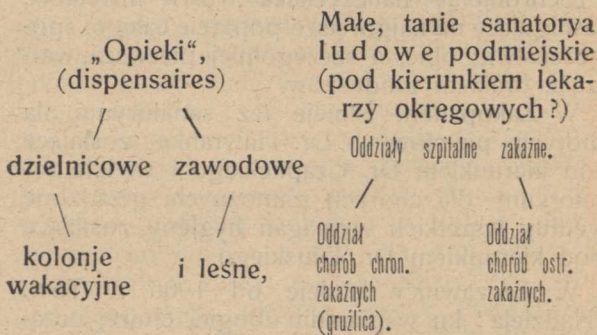 „Opieki“,
(dispensaires)
dzielnicowe zawodowe
kolonje
wakacyjne
i leśne,
Małe, tanie sanatorya
ludowe podmiejskie
(pod kierunkiem leka-
rzy okręgowych?)
Oddziały szpitalne zakaźne.
Oddział
chorób chron.
zakaźnych
(gruźlica).
Oddział
chorób ostr.
zakaźnych.